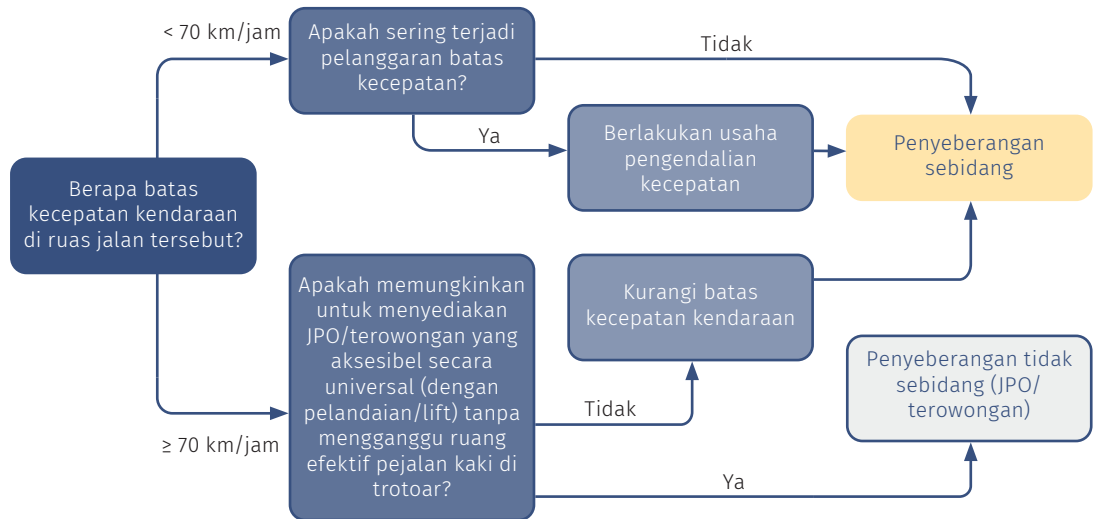 < 70 km/jam
Apakah sering terjadi
pelanggaran batas
kecepatan?
Tidak
Ya
Berlakukan usaha
pengendalian
kecepatan
Penyeberangan
sebidang
Berapa batas
kecepatan kendaraan
di ruas jalan tersebut?
Apakah memungkinkan
untuk menyediakan
JPO/terowongan yang
aksesibel secara
universal (dengan
pelandaian/lift) tanpa
mengganggu ruang
efektif pejalan kaki di
trotoar?
≥ 70 km/jam
Kurangi batas
kecepatan kendaraan
Tidak
Penyeberangan tidak
sebidang (JPO/
terowongan)
Ya